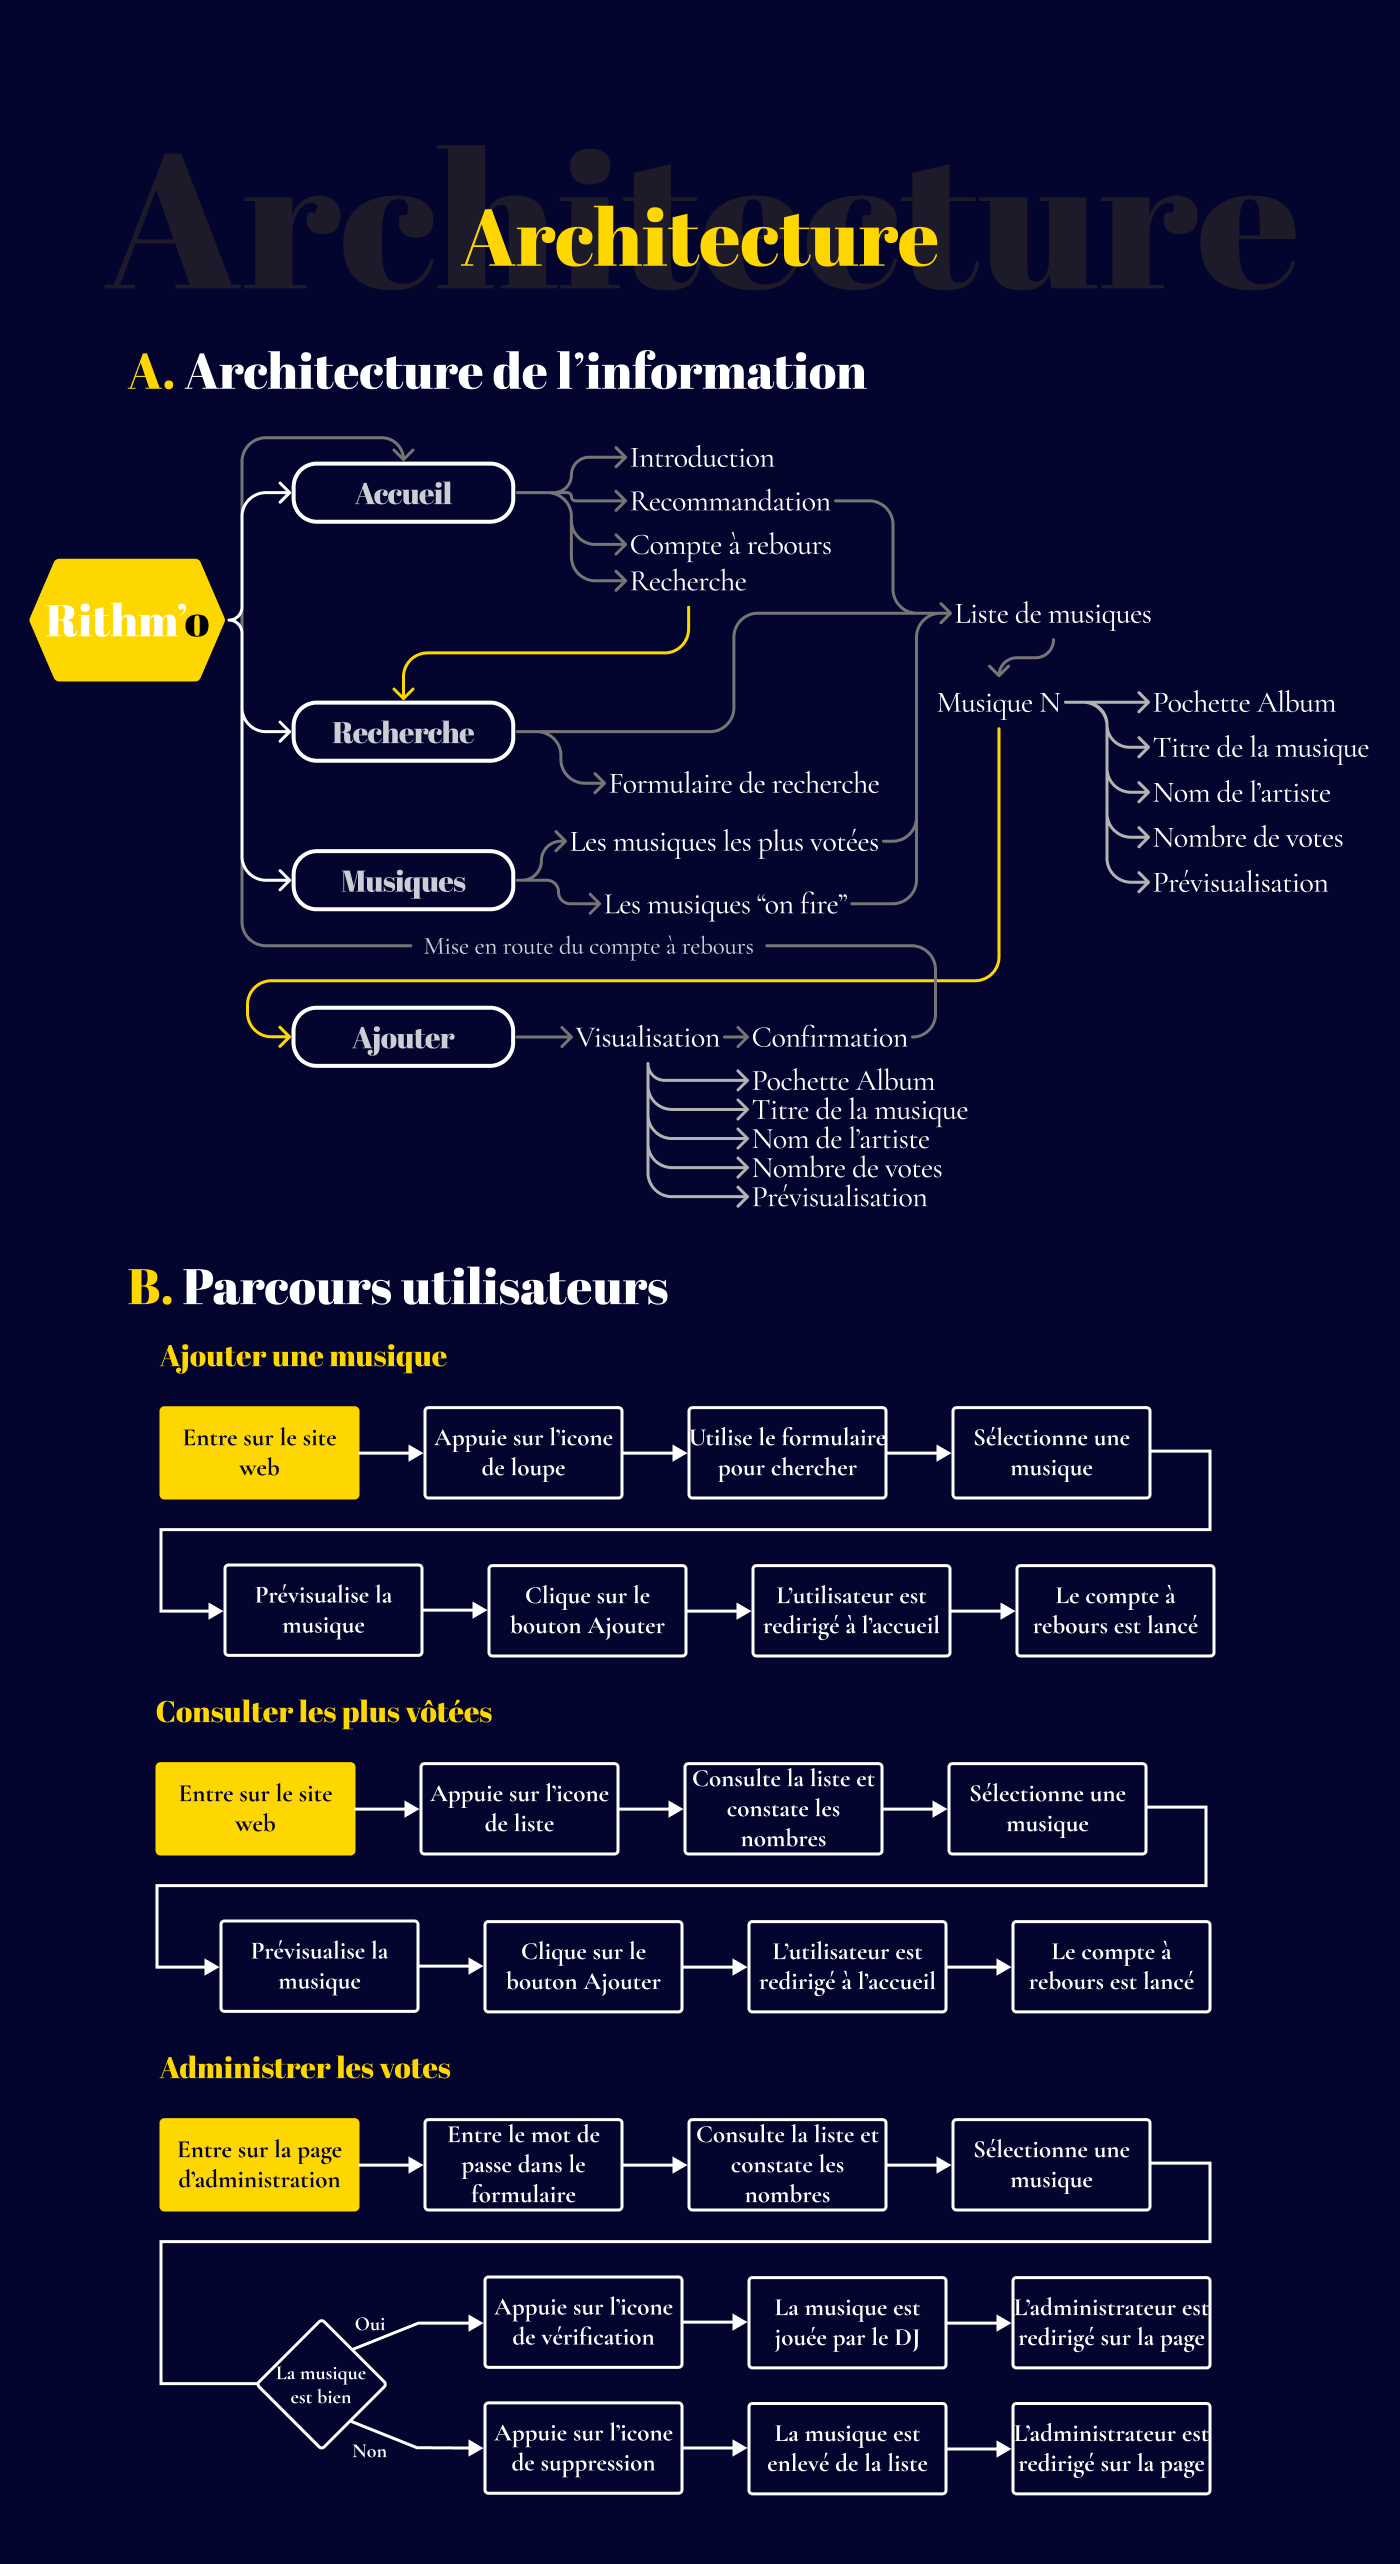 Architecture
Architecture
A. Architecture de l’information
Rithm’o
Accueil
Introduction
Recommandation
Compte à rebours
Recherche
Liste de musiques
Musique N
Pochette Album
Titre de la musique
Nom de l’artiste
Nombre de votes
Prévisualisation
Recherche
Formulaire de recherche
Musiques
Les musiques les plus votées
Les musiques “on fire”
Mise en route du compte à rebours
Ajouter
Visualisation
Confirmation
Pochette Album
Titre de la musique
Nom de l’artiste
Nombre de votes
Prévisualisation
B. Parcours utilisateurs
Ajouter une musique
Entre sur le site
web
Appuie sur l’icone
de loupe
Utilise le formulaire
pour chercher
Sélectionne une
musique
Prévisualise la
musique
Clique sur le
bouton Ajouter
L’utilisateur est
redirigé à l’accueil
Le compte à
rebours est lancé
Consulter les plus vôtées
Entre sur le site
web
Appuie sur l’icone
de liste
Consulte la liste et
constate les
nombres
Sélectionne une
musique
Prévisualise la
musique
Clique sur le
bouton Ajouter
L’utilisateur est
redirigé à l’accueil
Le compte à
rebours est lancé
Administrer les votes
Entre sur la page
d’administration
Entre le mot de
passe dans le
formulaire
Consulte la liste et
constate les
nombres
Sélectionne une
musique
La musique
est bien
Oui
Appuie sur l’icone
de vérification
La musique est
jouée par le DJ
L’administrateur est
redirigé sur la page
Non
Appuie sur l’icone
de suppression
La musique est
enlevé de la liste
L’administrateur est
redirigé sur la page